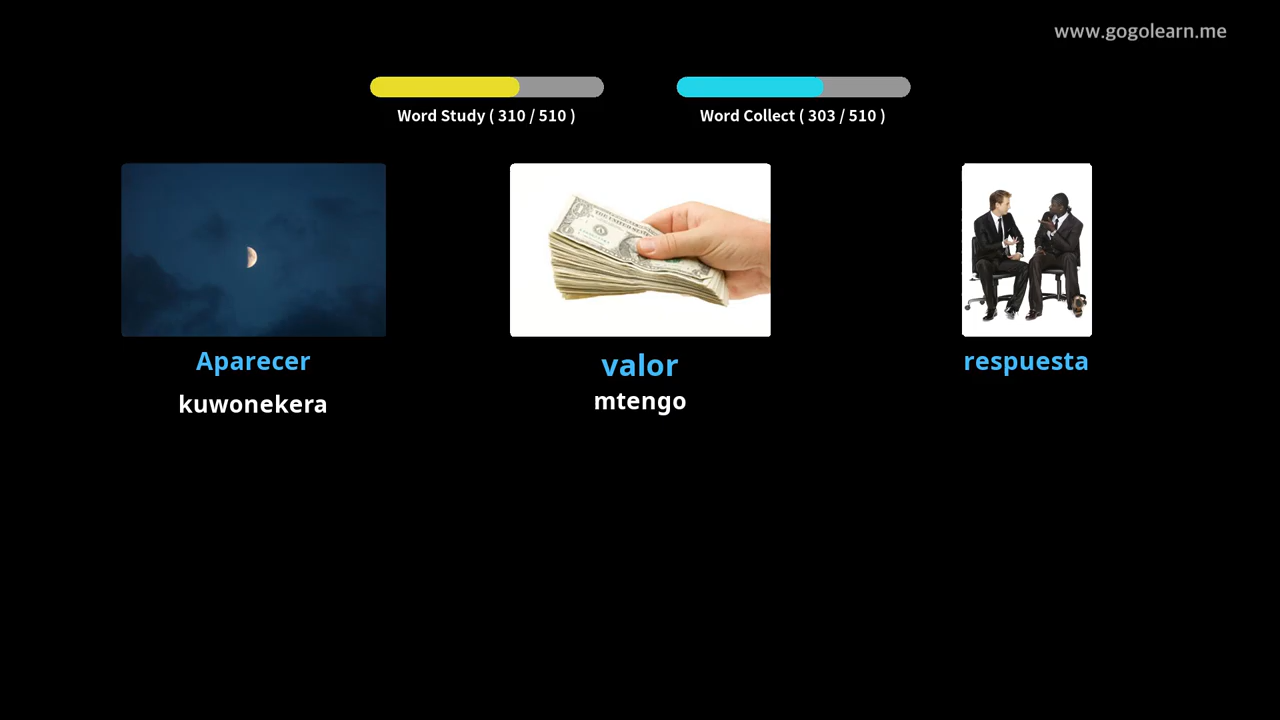 www.gogolearn.me
Word Study ( 310 / 510 )
Word Collect ( 303 / 510 )
Aparecer
kuwonekera
valor
mtengo
respuesta